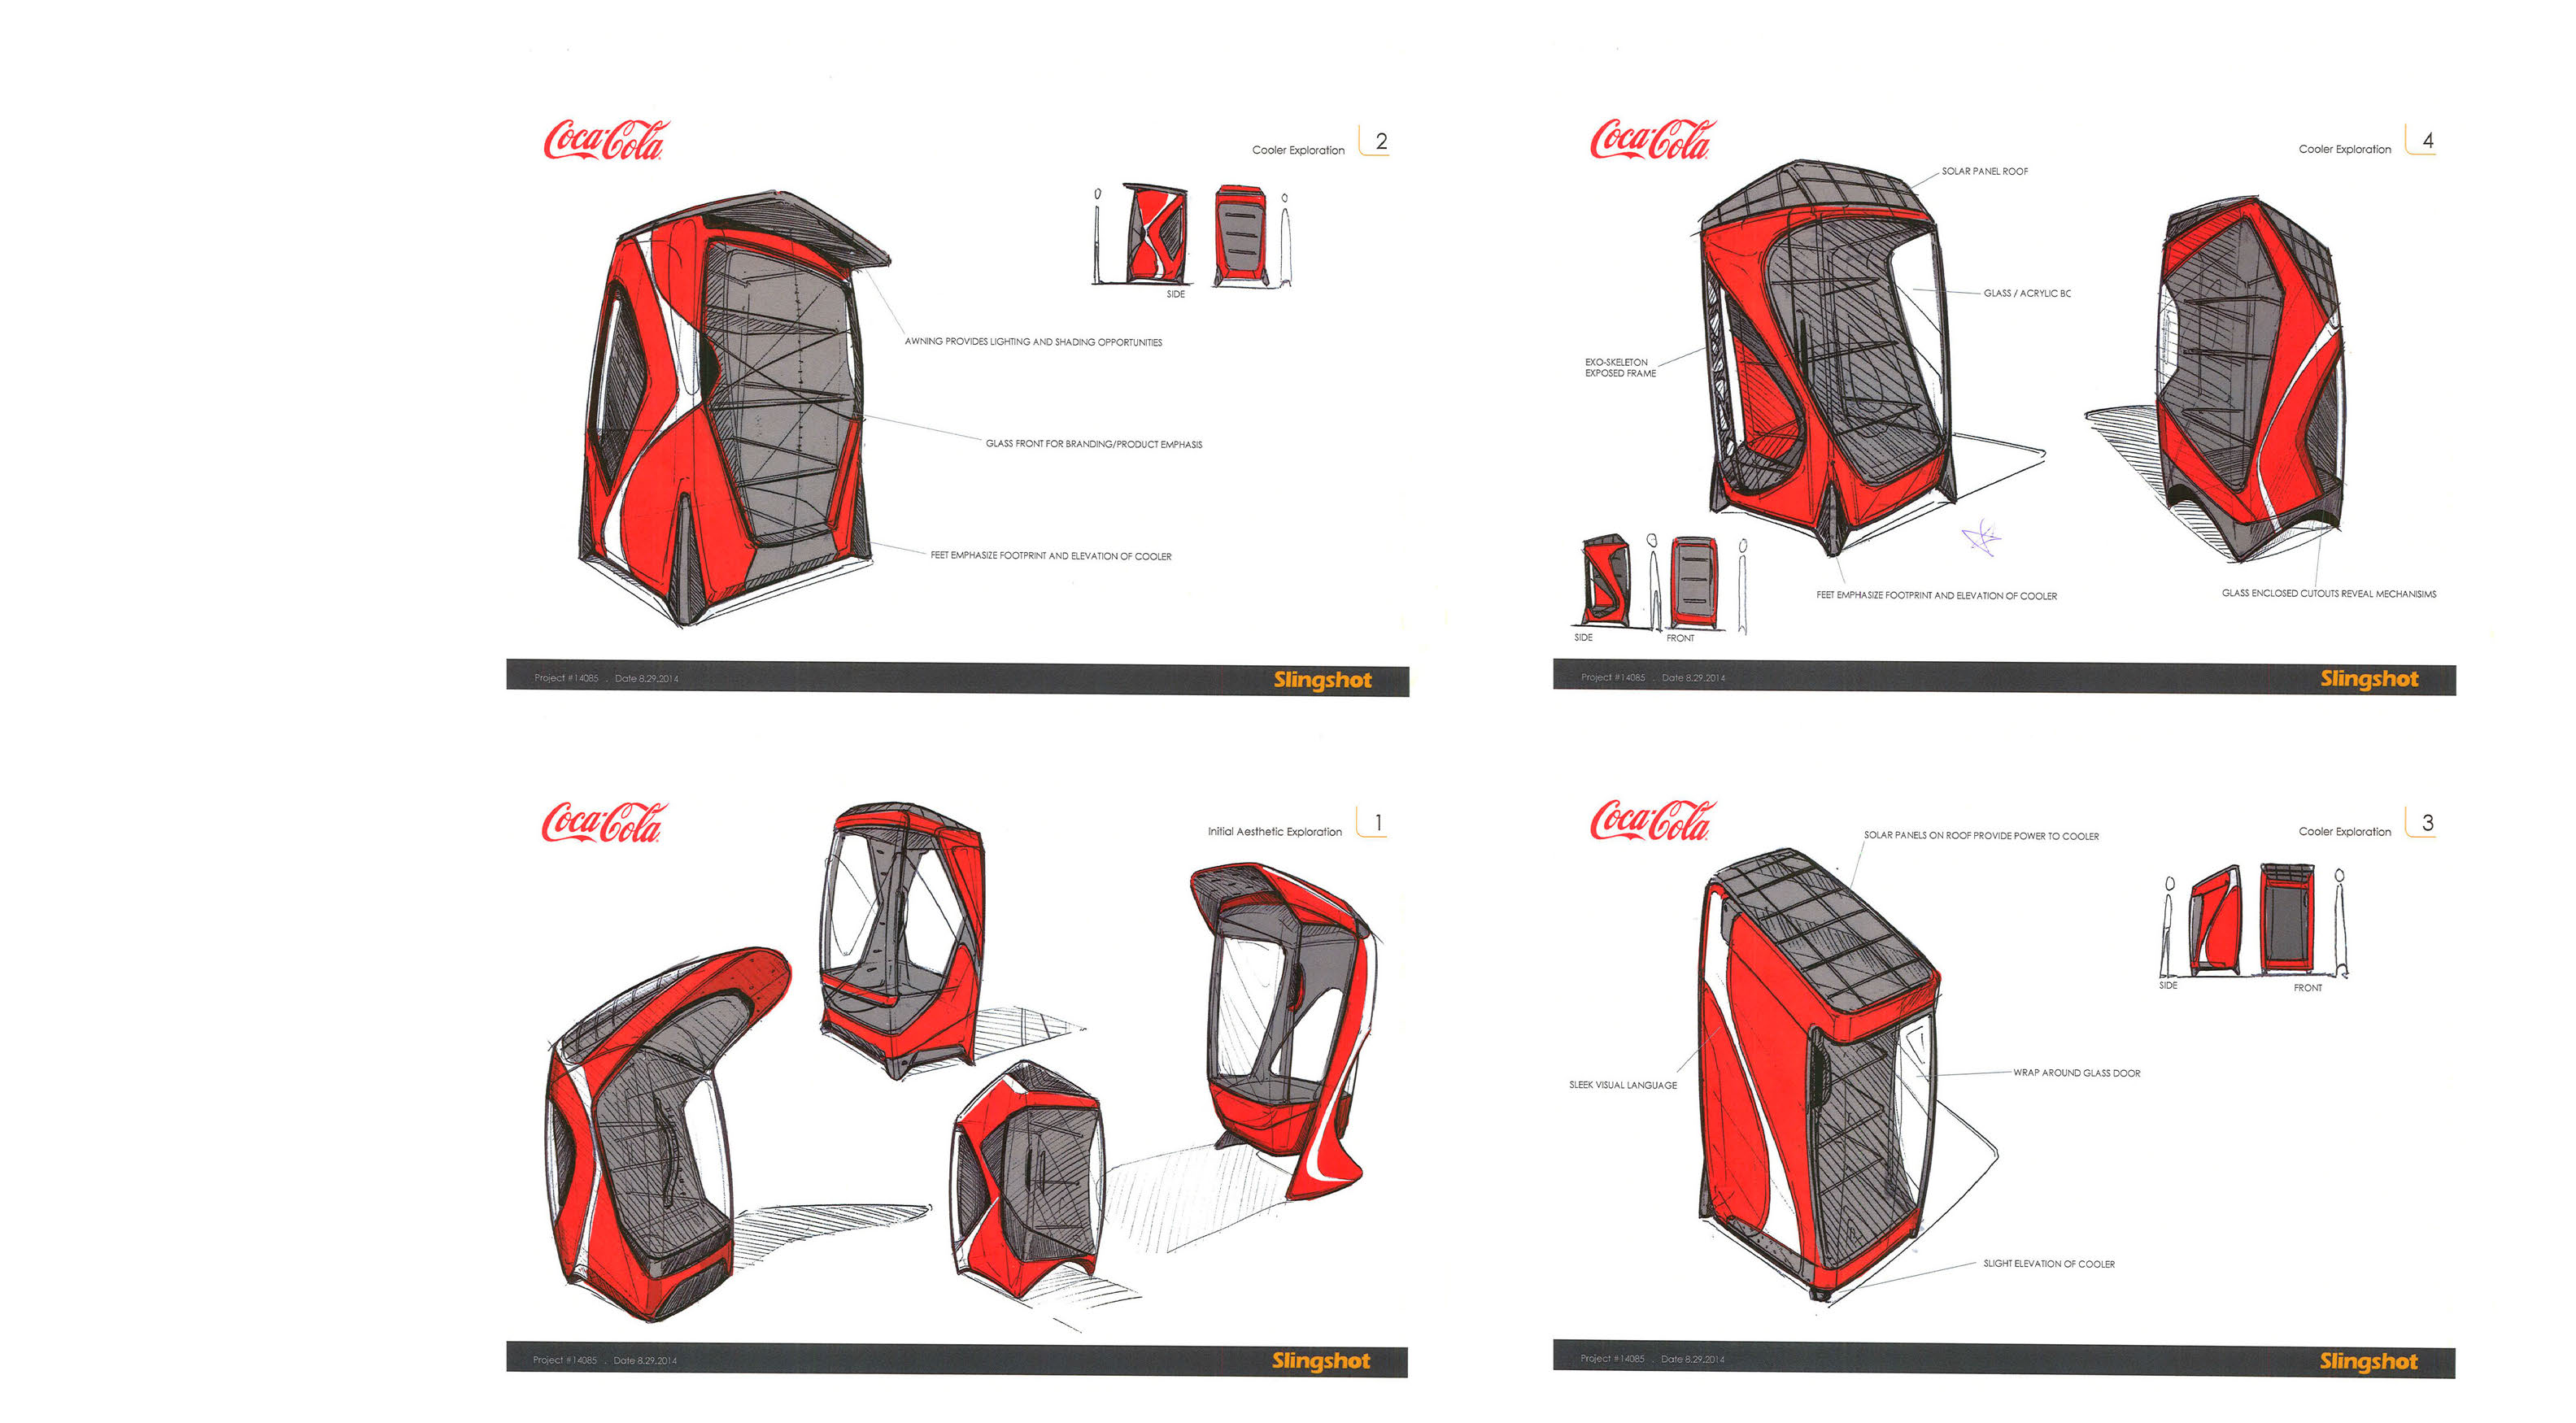 Coca-Cola
Cooler Exploration
2
SIDE
AWNING PROVIDES LIGHTING AND SHADING OPPORTUNITIES
GLASS FRONT FOR BRANDING/PRODUCT EMPHASIS
FEET EMPHASIZE FOOTPRINT AND ELEVATION OF COOLER
Project #14085 . Date 8.29.2014
Slingshot
Coca-Cola
Cooler Exploration
4
SOLAR PANEL ROOF
GLASS / ACRYLIC BC
EXO-SKELETON
EXPOSED FRAME
FEET EMPHASIZE FOOTPRINT AND ELEVATION OF COOLER
GLASS ENCLOSED CUTOUTS REVEAL MECHANISIMS
SIDE
FRONT
Project #14085 . Date 8.29.2014
Slingshot
Coca-Cola
Initial Aesthetic Exploration
1
Project #14085 . Date 8.29.2014
Slingshot
Coca-Cola
SOLAR PANELS ON ROOF PROVIDE POWER TO COOLER
Cooler Exploration
3
SIDE
FRONT
SLEEK VISUAL LANGUAGE
WRAP AROUND GLASS DOOR
SLIGHT ELEVATION OF COOLER
Project #14085 . Date 8.29.2014
Slingshot